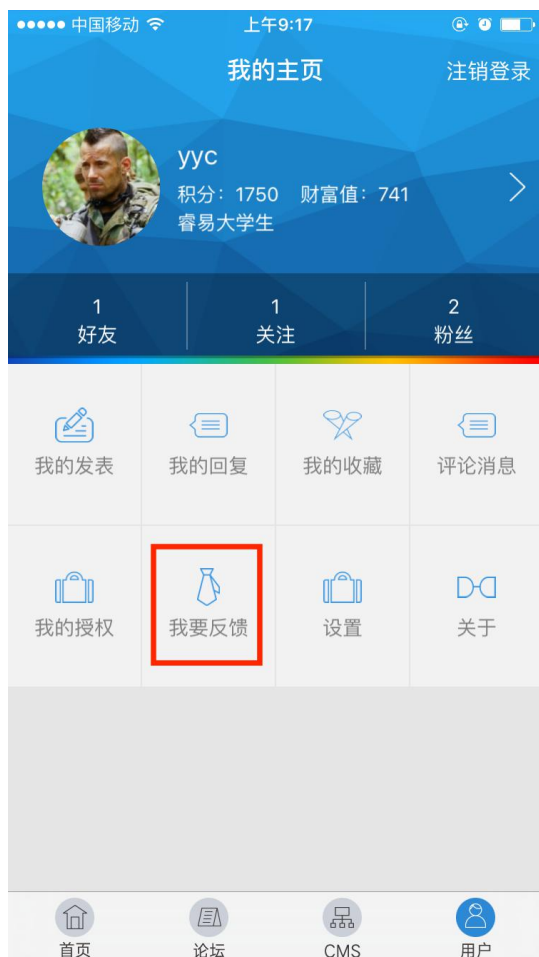 中国移动 上午9:17
我的主页 注销登录
yyc
积分：1750 财富值：741
睿易大学生
1 1 2
好友 关注 粉丝
我的发表 我的回复 我的收藏 评论消息
我的授权 我要反馈 设置 关于
首页 论坛 CMS 用户